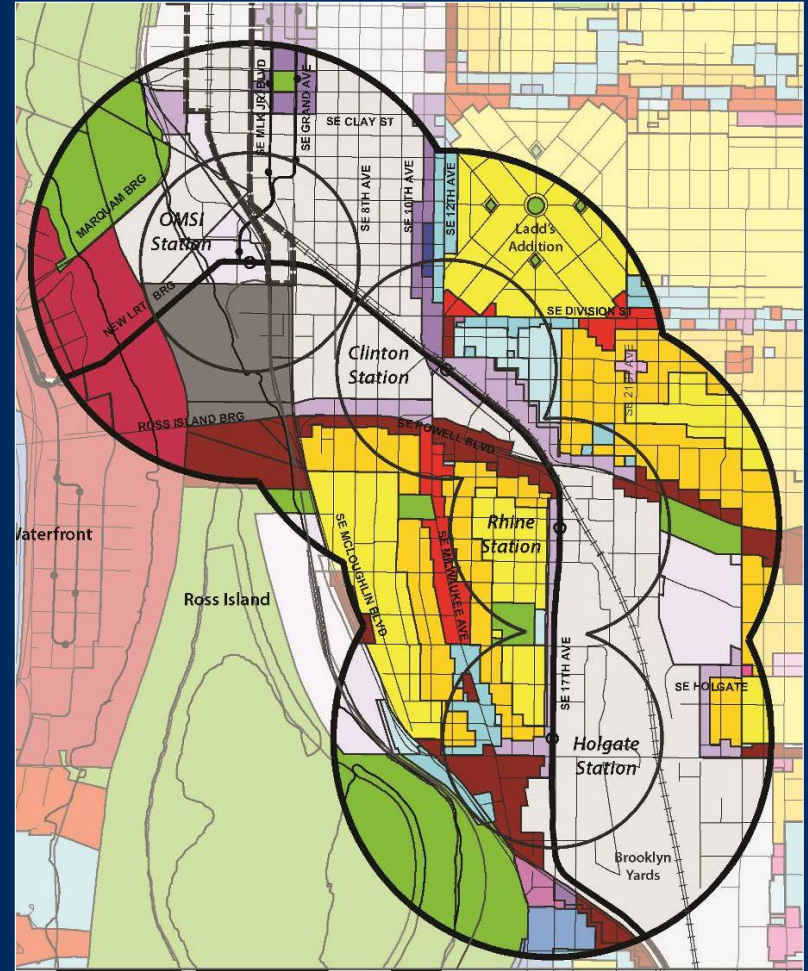 SE MLK JR BLVD
SE GRAND AVE
SE CLAY ST
SE 8TH AVE
SE 10TH AVE
SE 12TH AVE
MARQUAM BRG
OMSI
Station
Ladd's
Addition
NEW LRT BRG
SE DIVISION ST
Clinton
Station
SE 21ST AVE
ROSS ISLAND BRG
SE POWELL BLVD
Rhine
Station
SE MCLOUGHLIN BLVD
SE MILWAUKEE AVE
Ross Island
SE 17TH AVE
SE HOLGATE
Holgate
Station
Brooklyn
Yards